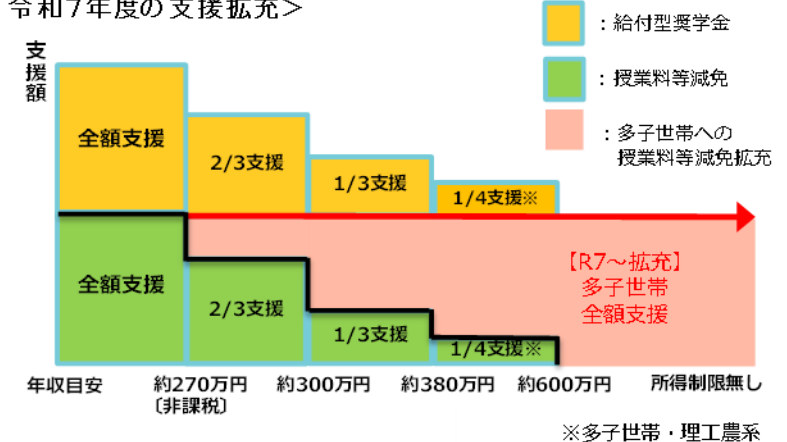 令和7年度の支援拡充＞
：給付型奨学金
支援額
：授業料等減免
全額支援
：多子世帯への
授業料等減免拡充
2/3支援
1/3支援
1/4支援※
【R7～拡充】
多子世帯
全額支援
全額支援
2/3支援
1/3支援
1/4支援※
年収目安 約270万円 約300万円 約380万円 約600万円 所得制限無し
〔非課税〕
※多子世帯・理工農系